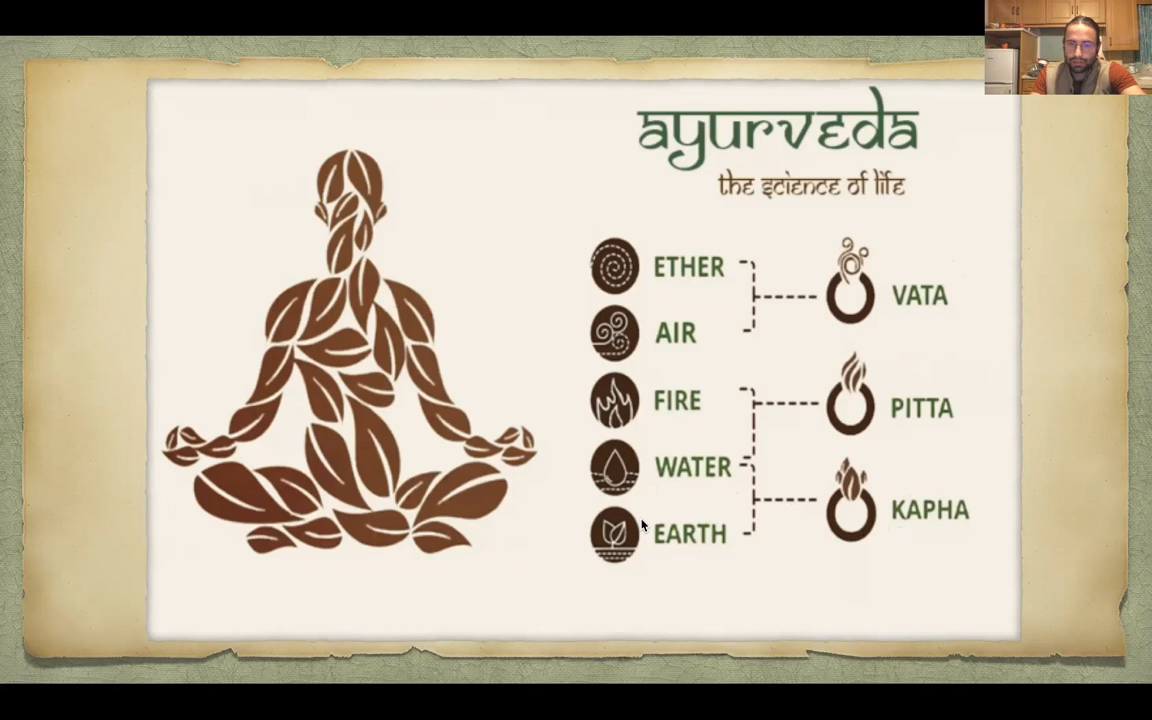 ayurveda
the science of life
ETHER
AIR
FIRE
WATER
EARTH
VATA
PITTA
KAPHA